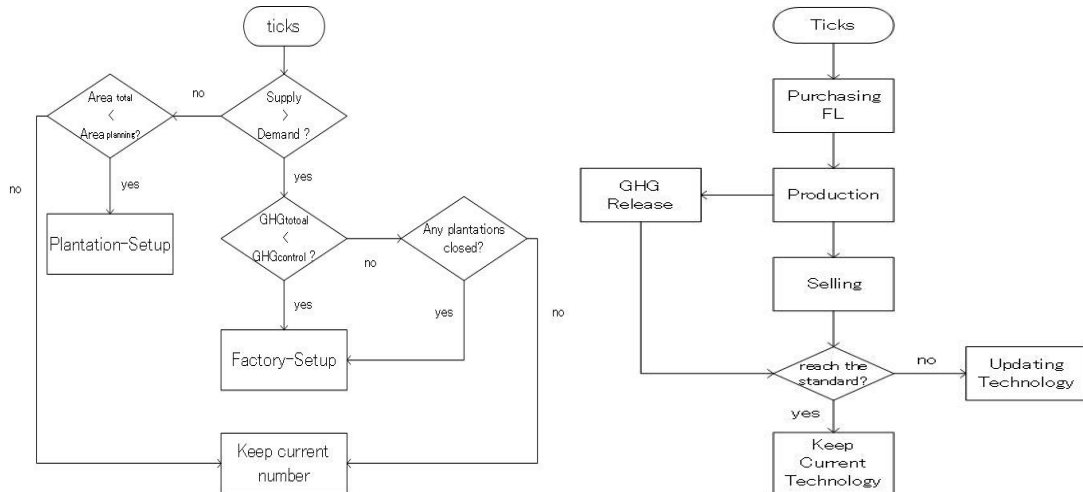 ticks
Supply
>
Demand ?
no
Area total
<
Area planning?
yes
Plantation-Setup
no
yes
GHGtotoal
<
GHGcontrol ?
no
Any plantations
closed?
yes
yes
no
Factory-Setup
Keep current
number
Ticks
Purchasing
FL
Production
GHG
Release
Selling
reach the
standard?
no
Updating
Technology
yes
Keep
Current
Technology